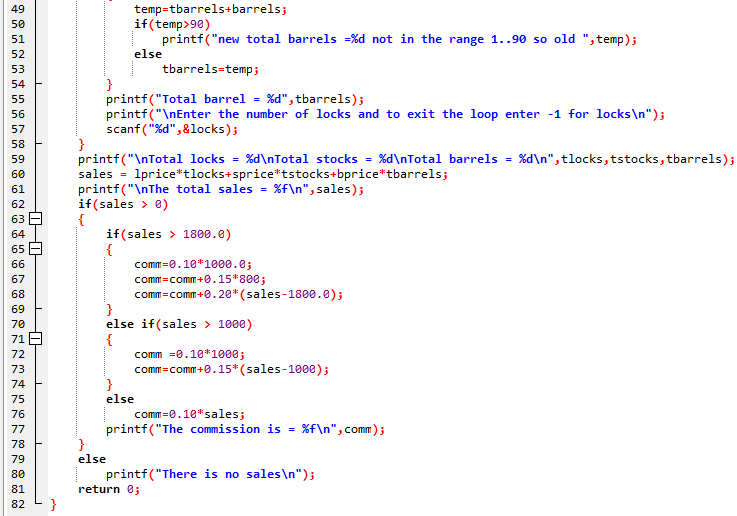 49 temp=tbarrels+barrels;
50 if(temp>90)
51 printf("new total barrels =%d not in the range 1..90 so old ",temp);
52 else
53 tbarrels=temp;
54 }
55 printf("Total barrel = %d",tbarrels);
56 printf("\nEnter the number of locks and to exit the loop enter -1 for locks\n");
57 scanf("%d",&locks);
58 }
59 printf("\nTotal locks = %d\nTotal stocks = %d\nTotal barrels = %d\n",tlocks,tstocks,tbarrels);
60 sales = lprice*tlocks+sprice*tstocks+bprice*tbarrels;
61 printf("\nThe total sales = %f\n",sales);
62 if(sales > 0)
63 {
64 if(sales > 1800.0)
65 {
66 comm=0.10*1000.0;
67 comm=comm+0.15*800;
68 comm=comm+0.20*(sales-1800.0);
69 }
70 else if(sales > 1000)
71 {
72 comm =0.10*1000;
73 comm=comm+0.15*(sales-1000);
74 }
75 else
76 comm=0.10*sales;
77 printf("The commission is = %f\n",comm);
78 }
79 else
80 printf("There is no sales\n");
81 return 0;
82 }